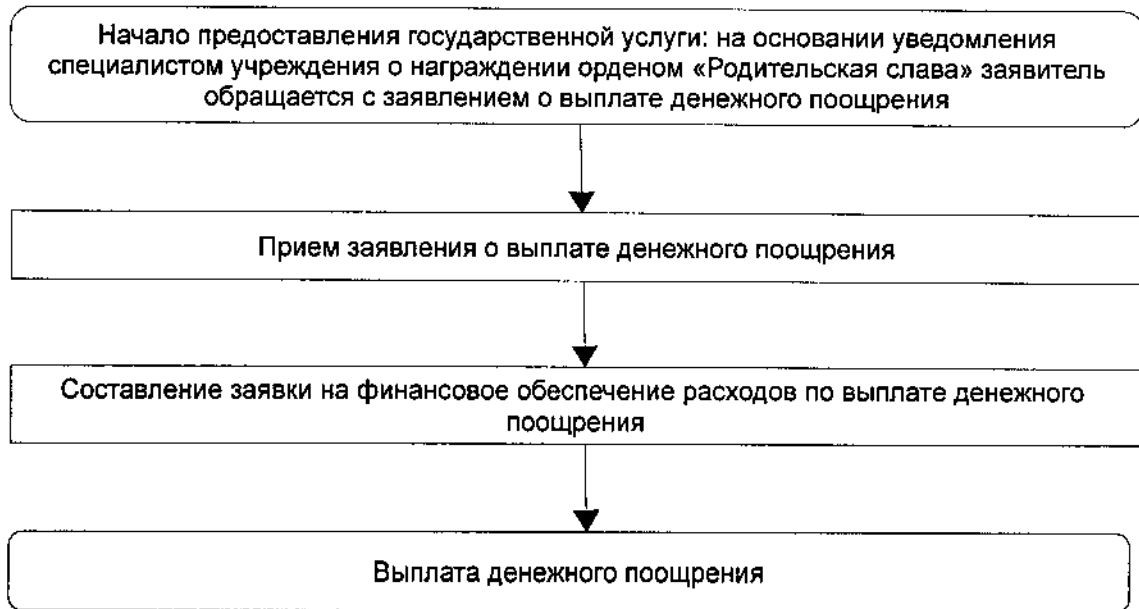 Начало предоставления государственной услуги: на основании уведомления
специалистом учреждения о награждении орденом «Родительская слава» заявитель
обращается с заявлением о выплате денежного поощрения
Прием заявления о выплате денежного поощрения
Составление заявки на финансовое обеспечение расходов по выплате денежного
поощрения
Выплата денежного поощрения